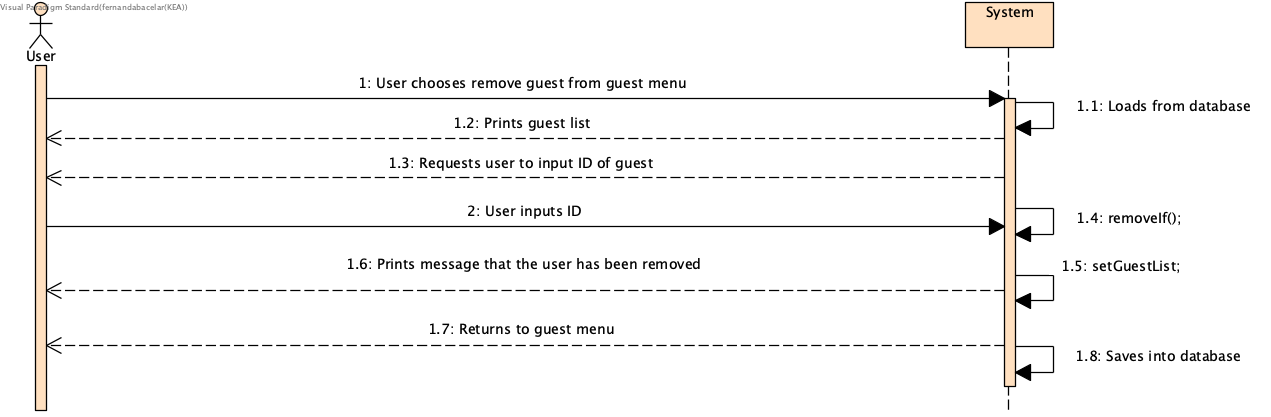 Visual Paradigm Standard(fernandabacelar(KEA))
User
System
1: User chooses remove guest from guest menu
1.1: Loads from database
1.2: Prints guest list
1.3: Requests user to input ID of guest
2: User inputs ID
1.4: removeIf();
1.6: Prints message that the user has been removed
1.5: setGuestList;
1.7: Returns to guest menu
1.8: Saves into database